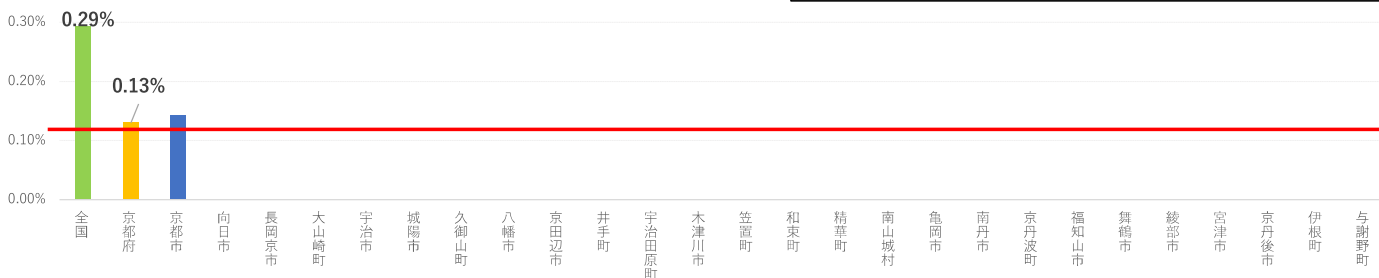 0.30%
0.29%
0.20%
0.13%
0.10%
0.00%
全国
京都府
京都市
向日市
長岡京市
大山崎町
宇治市
城陽市
久御山町
八幡市
京田辺市
井手町
宇治田原町
木津川市
笠置町
和束町
精華町
南山城村
亀岡市
南丹市
京丹波町
福知山市
舞鶴市
綾部市
宮津市
京丹後市
伊根町
与謝野町